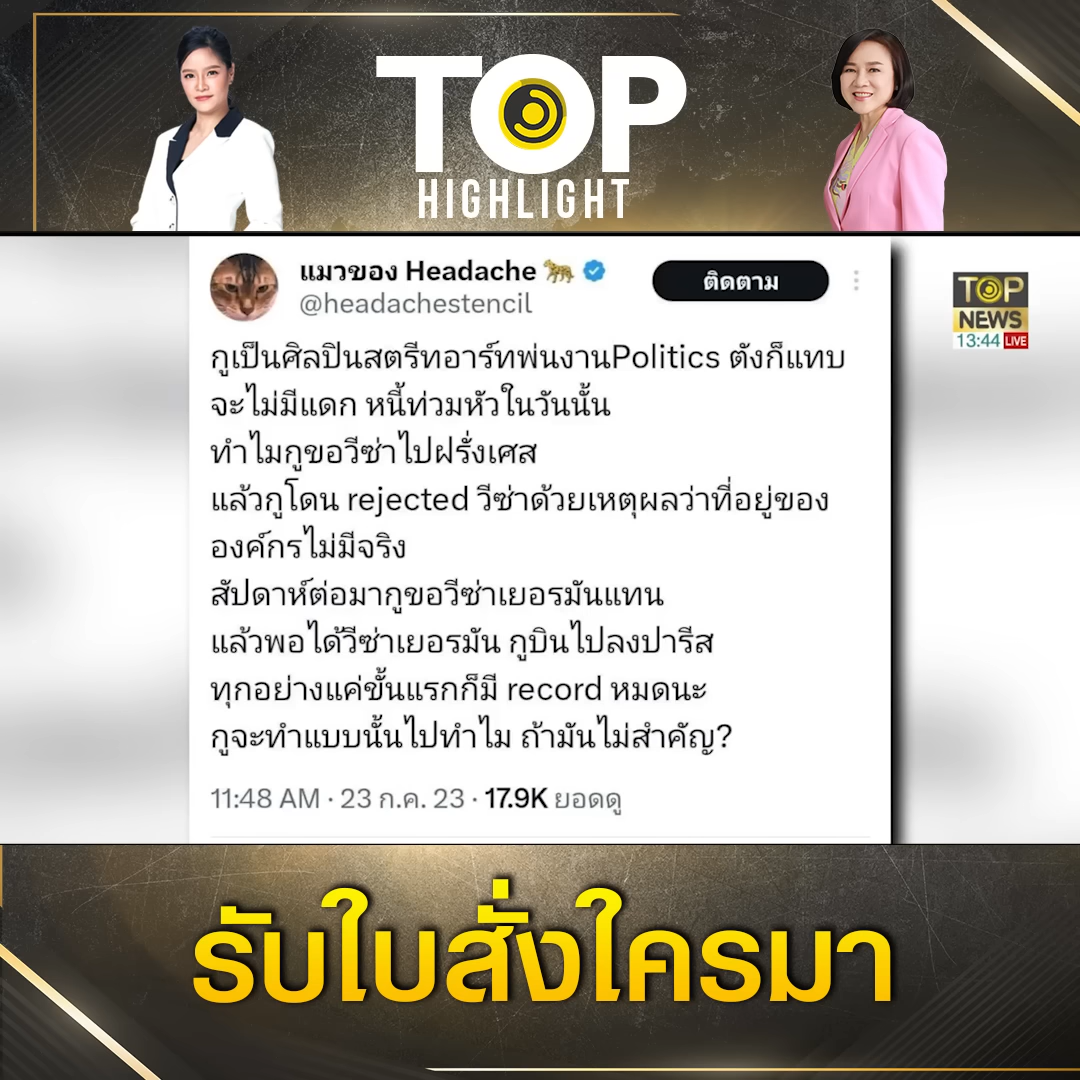 TOP
HIGHLIGHT
แมวของ Headache 🐆
ติดตาม
@headachestencil
TOP
NEWS
13:44 LIVE
กูเป็นศิลปินสตรีทอาร์ทพ่นงานPolitics ตังก็แทบ
จะไม่มีแดก หนี้ท่วมหัวในวันนั้น
ทำไมกูขอวีซ่าไปฝรั่งเศส
แล้วกูโดน rejected วีซ่าด้วยเหตุผลว่าที่อยู่ของ
องค์กรไม่มีจริง
สัปดาห์ต่อมากูขอวีซ่าเยอรมันแทน
แล้วพอได้วีซ่าเยอรมัน กูบินไปลงปารีส
ทุกอย่างแค่ขั้นแรกก็มี record หมดนะ
กูจะทำแบบนั้นไปทำไม ถ้ามันไม่สำคัญ?
11:48 AM · 23 ก.ค. 23 · 17.9K ยอดดู
รับใบสั่งใครมา